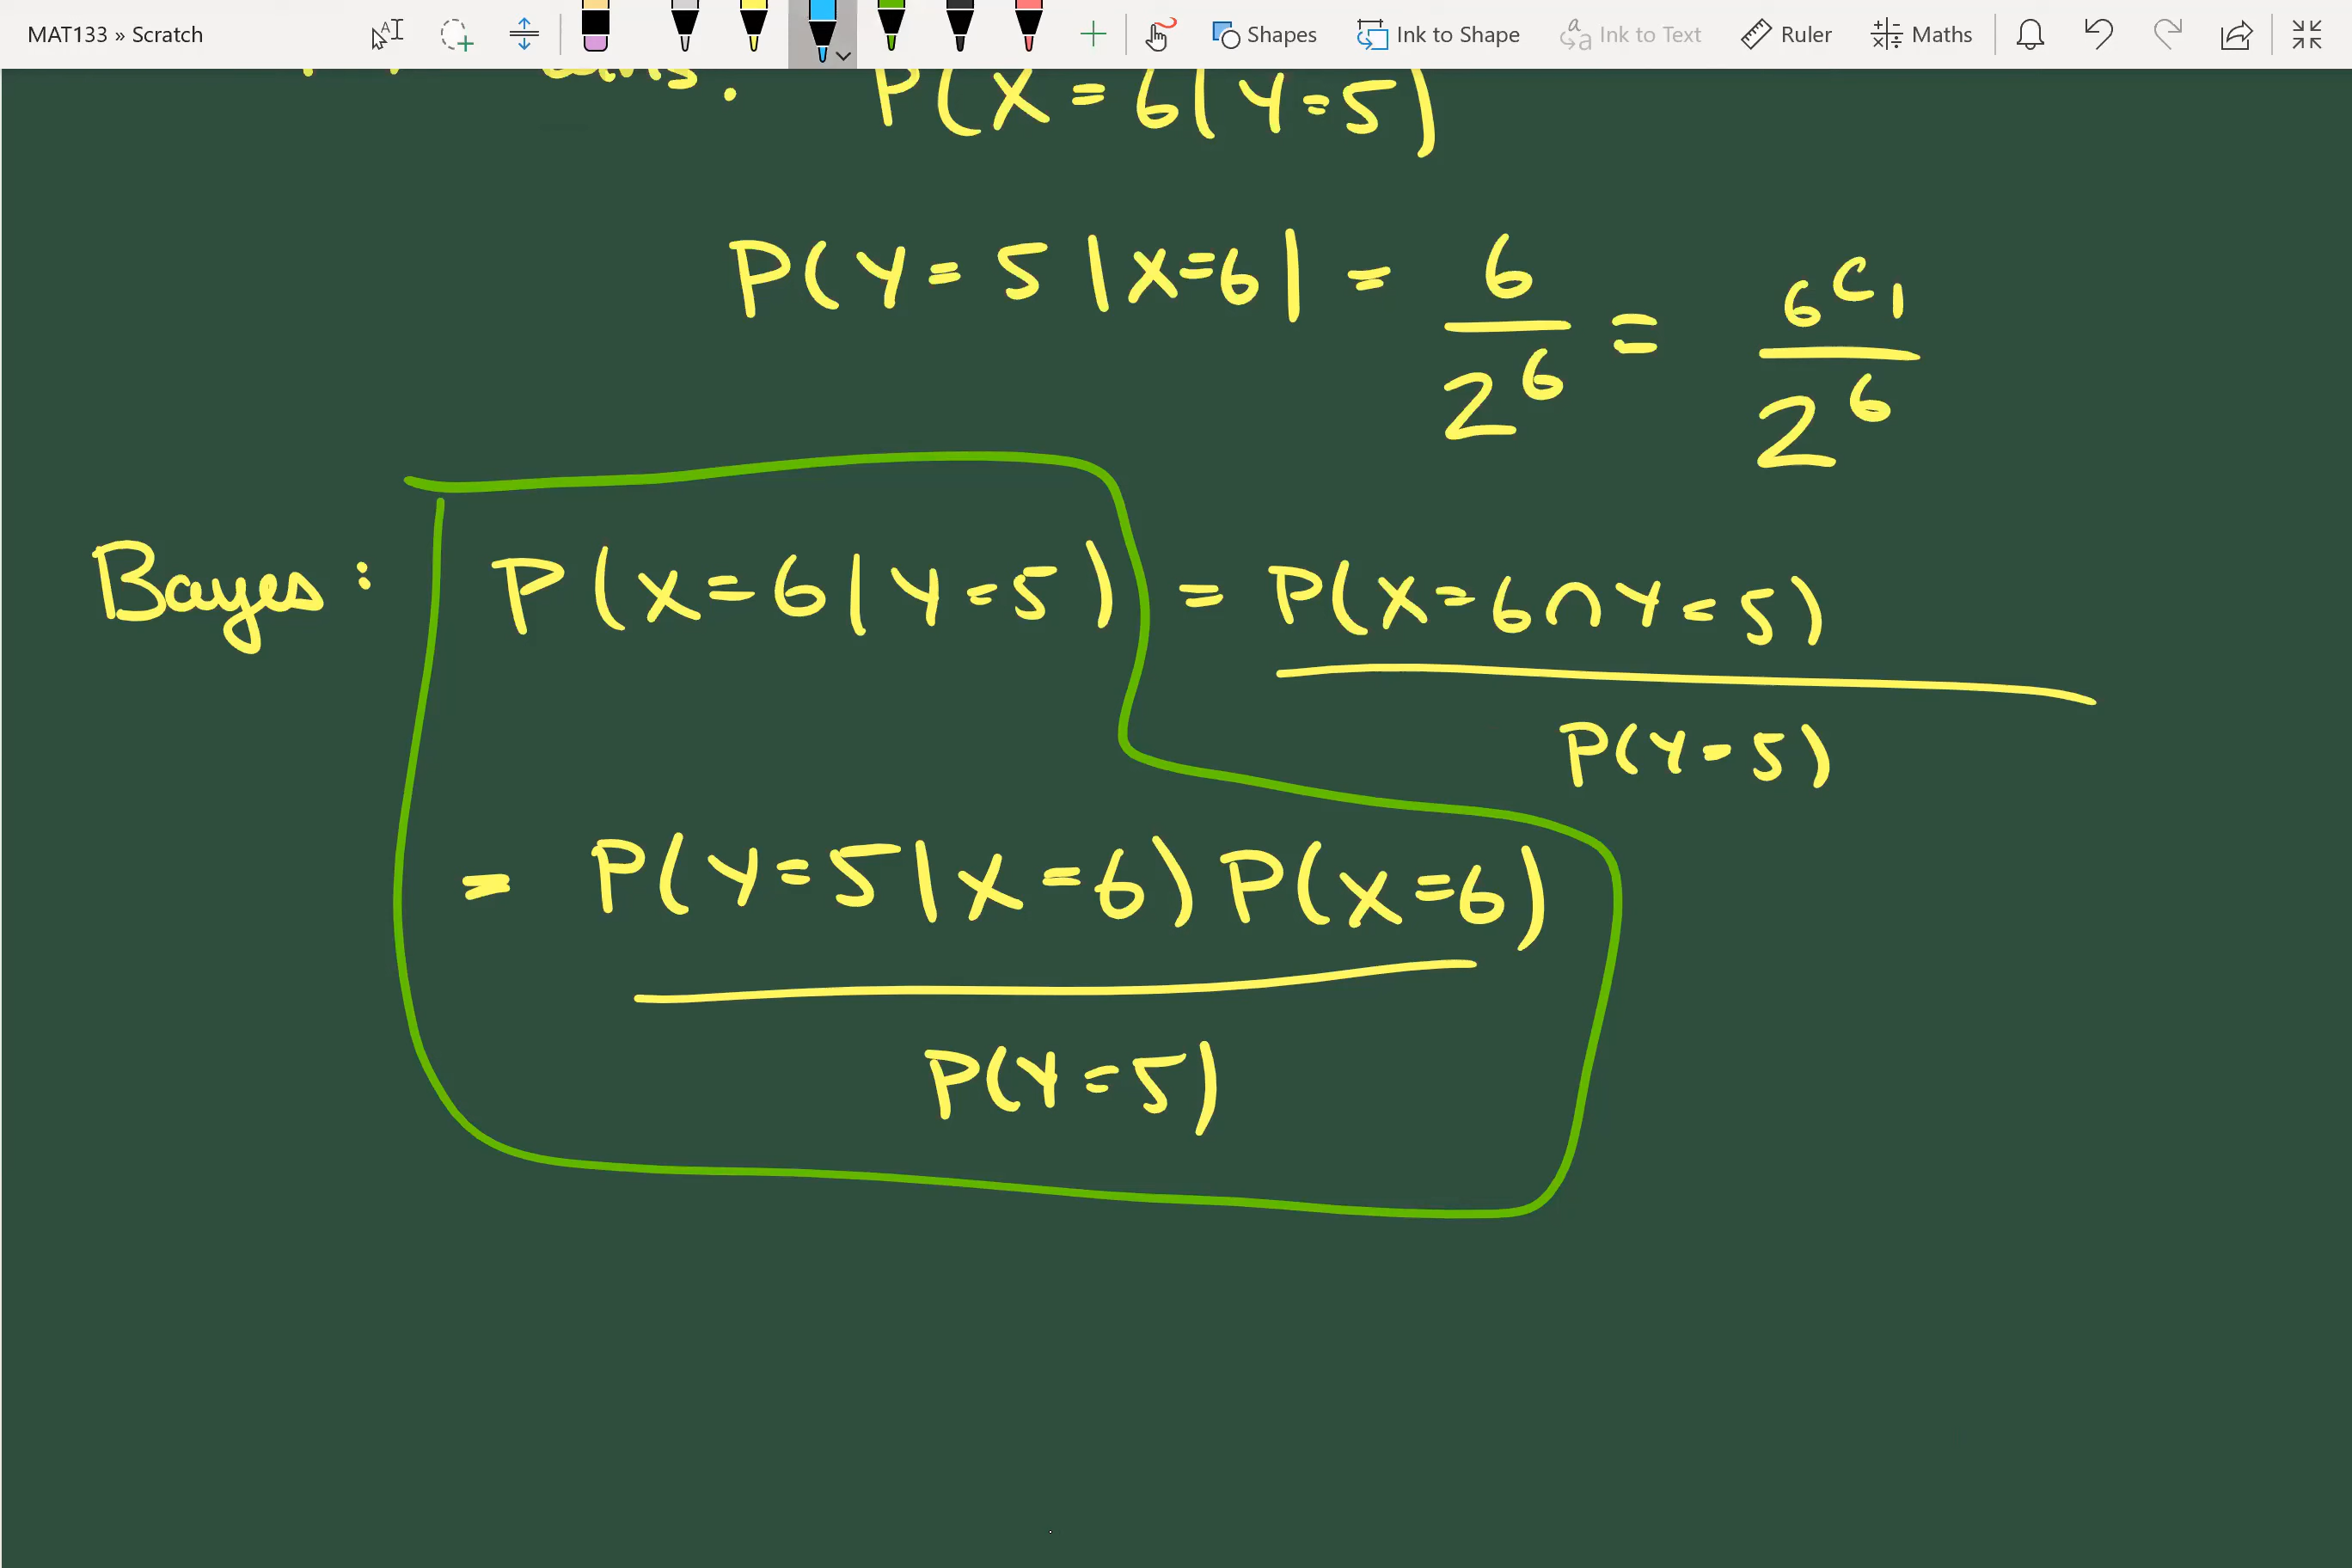 MAT133 » Scratch
Shapes
Ink to Shape
Ink to Text
Ruler
Maths
P(X=6|Y=5)
P(Y=5|X=6| = 6/2^6 = 6C1/2^6
Bayes: P(X=6|Y=5) = P(X=6∩Y=5)/P(Y=5)
= P(Y=5|X=6)P(X=6)/P(Y=5)